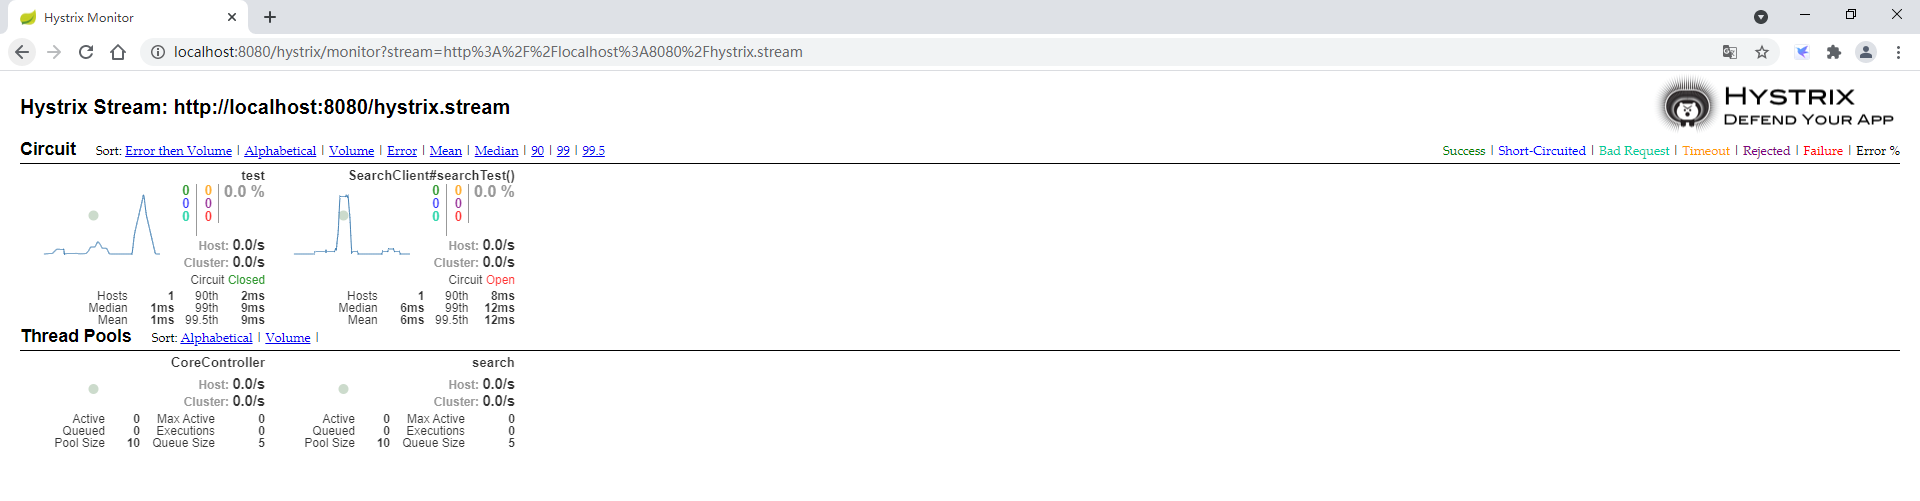 Hystrix Monitor
localhost:8080/hystrix/monitor?stream=http%3A%2F%2Flocalhost%3A8080%2Fhystrix.stream
Hystrix Stream: http://localhost:8080/hystrix.stream
HYSTRIX
DEFEND YOUR APP
Circuit Sort: Error then Volume | Alphabetical | Volume | Error | Mean | Median | 90 | 99 | 99.5
Success | Short-Circuited | Bad Request | Timeout | Rejected | Failure | Error %
test
0 0 0.0 %
0 0
0 0
Host: 0.0/s
Cluster: 0.0/s
Circuit Closed
Hosts 1 90th 2ms
Median 1ms 99th 9ms
Mean 1ms 99.5th 9ms
SearchClient#searchTest()
0 0 0.0 %
0 0
0 0
Host: 0.0/s
Cluster: 0.0/s
Circuit Open
Hosts 1 90th 8ms
Median 6ms 99th 12ms
Mean 6ms 99.5th 12ms
Thread Pools Sort: Alphabetical | Volume |
CoreController
Host: 0.0/s
Cluster: 0.0/s
Active 0 Max Active 0
Queued 0 Executions 0
Pool Size 10 Queue Size 5
search
Host: 0.0/s
Cluster: 0.0/s
Active 0 Max Active 0
Queued 0 Executions 0
Pool Size 10 Queue Size 5